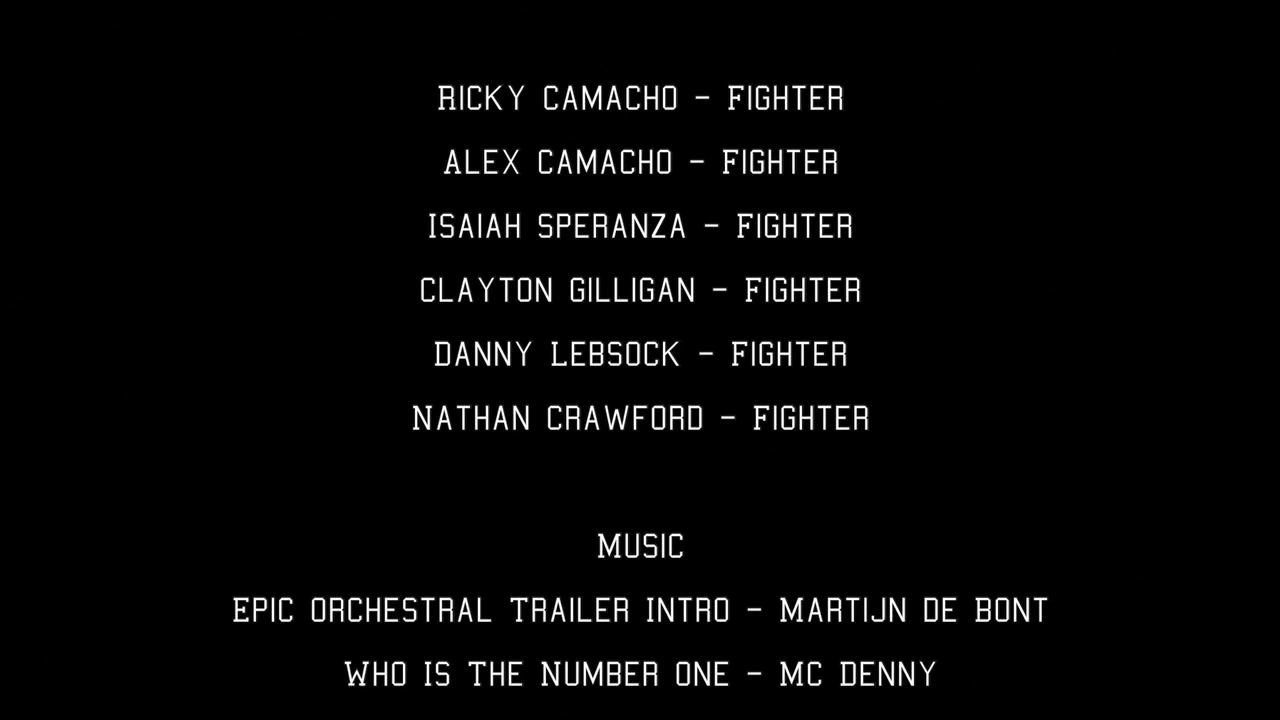 RICKY CAMACHO – FIGHTER
ALEX CAMACHO – FIGHTER
ISAIAH SPERANZA – FIGHTER
CLAYTON GILLIGAN – FIGHTER
DANNY LEBSOCK – FIGHTER
NATHAN CRAWFORD – FIGHTER
MUSIC
EPIC ORCHESTRAL TRAILER INTRO – MARTIJN DE BONT
WHO IS THE NUMBER ONE – MC DENNY